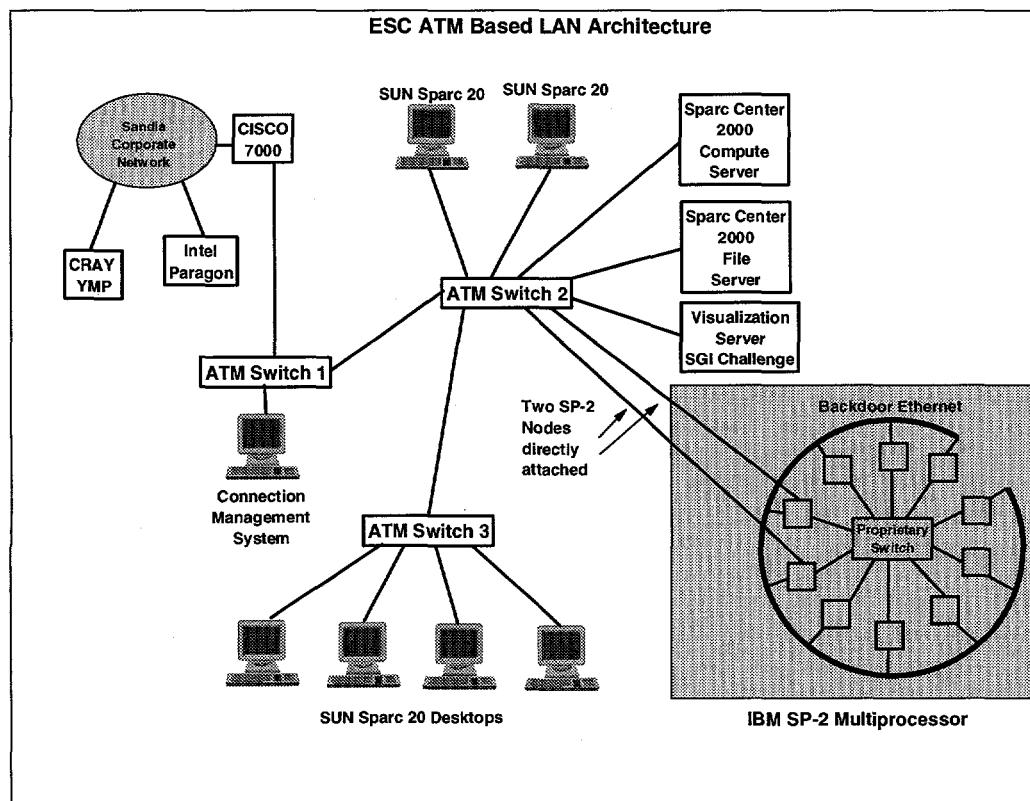 ESC ATM Based LAN Architecture
SUN Sparc 20
SUN Sparc 20
Sandia
Corporate
Network
CISCO
7000
Sparc Center
2000
Compute
Server
CRAY
YMP
Intel
Paragon
Sparc Center
2000
File
Server
ATM Switch 2
Visualization
Server
SGI Challenge
ATM Switch 1
Two SP-2
Nodes
directly
attached
Backdoor Ethernet
Connection
Management
System
ATM Switch 3
Proprietary
Switch
SUN Sparc 20 Desktops
IBM SP-2 Multiprocessor